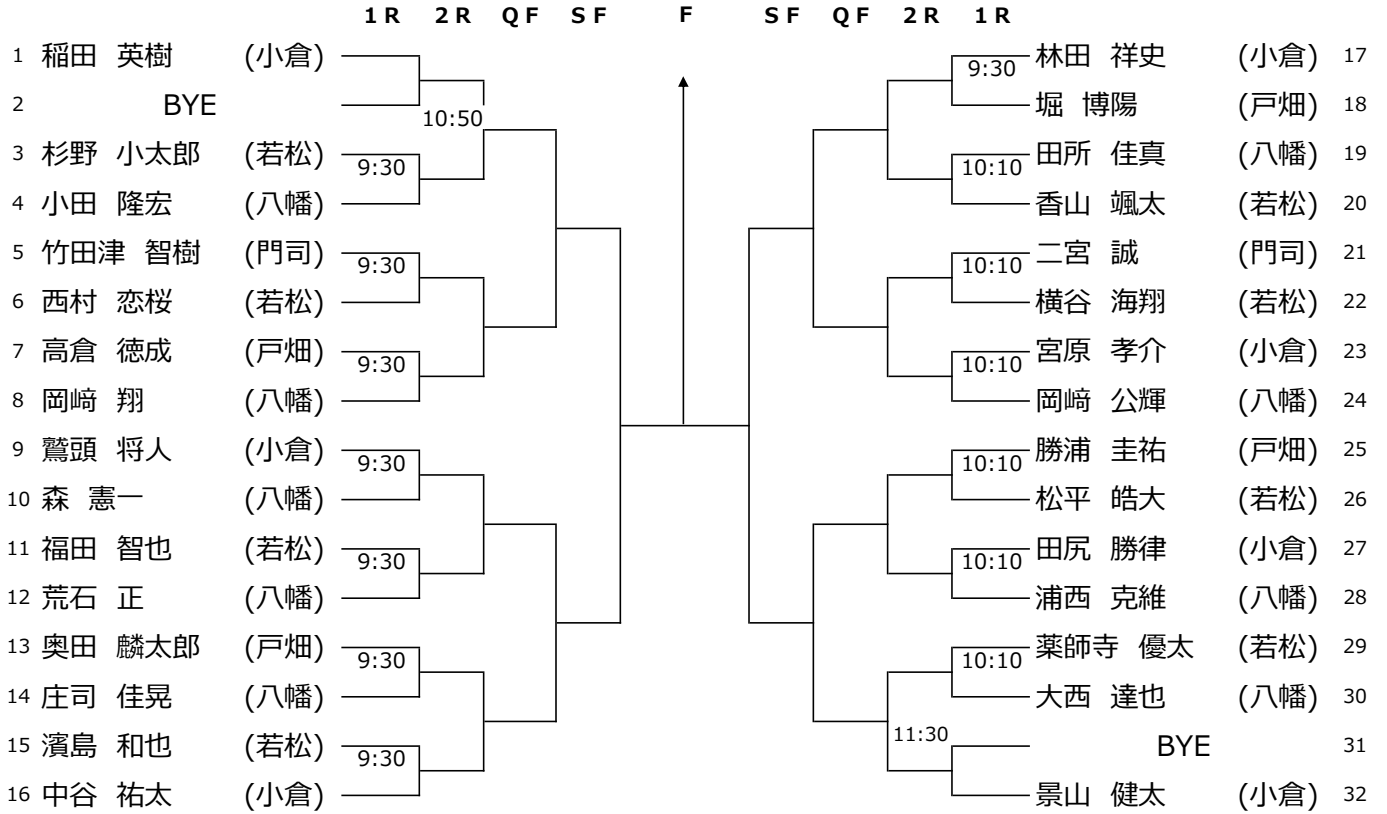 1R 2R QF SF F SF QF 2R 1R
1 稲田 英樹 (小倉) 9:30 林田 祥史 (小倉) 17
2 BYE 10:50 堀 博陽 (戸畑) 18
3 杉野 小太郎 (若松) 9:30 10:10 田所 佳真 (八幡) 19
4 小田 隆宏 (八幡) 香山 颯太 (若松) 20
5 竹田津 智樹 (門司) 9:30 10:10 二宮 誠 (門司) 21
6 西村 恋桜 (若松) 横谷 海翔 (若松) 22
7 高倉 徳成 (戸畑) 9:30 10:10 宮原 孝介 (小倉) 23
8 岡﨑 翔 (八幡) 岡﨑 公輝 (八幡) 24
9 鷲頭 将人 (小倉) 9:30 10:10 勝浦 圭祐 (戸畑) 25
10 森 憲一 (八幡) 松平 皓大 (若松) 26
11 福田 智也 (若松) 9:30 10:10 田尻 勝律 (小倉) 27
12 荒石 正 (八幡) 浦西 克維 (八幡) 28
13 奥田 麟太郎 (戸畑) 9:30 10:10 薬師寺 優太 (若松) 29
14 庄司 佳晃 (八幡) 大西 達也 (八幡) 30
15 濱島 和也 (若松) 9:30 11:30 BYE 31
16 中谷 祐太 (小倉) 景山 健太 (小倉) 32